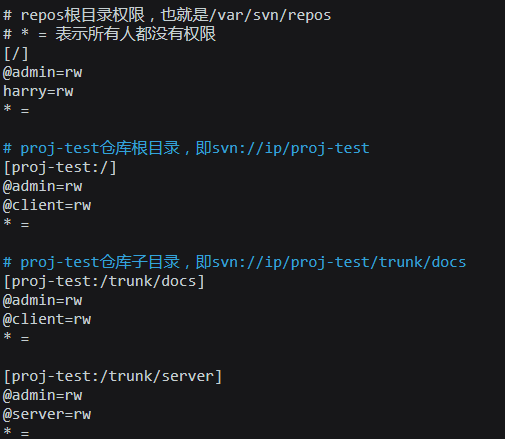 # repos根目录权限，也就是/var/svn/repos
# * = 表示所有人都没有权限
[/]
@admin=rw
harry=rw
* =
# proj-test仓库根目录，即svn://ip/proj-test
[proj-test:/]
@admin=rw
@client=rw
* =
# proj-test仓库子目录，即svn://ip/proj-test/trunk/docs
[proj-test:/trunk/docs]
@admin=rw
@client=rw
* =
[proj-test:/trunk/server]
@admin=rw
@server=rw
* =